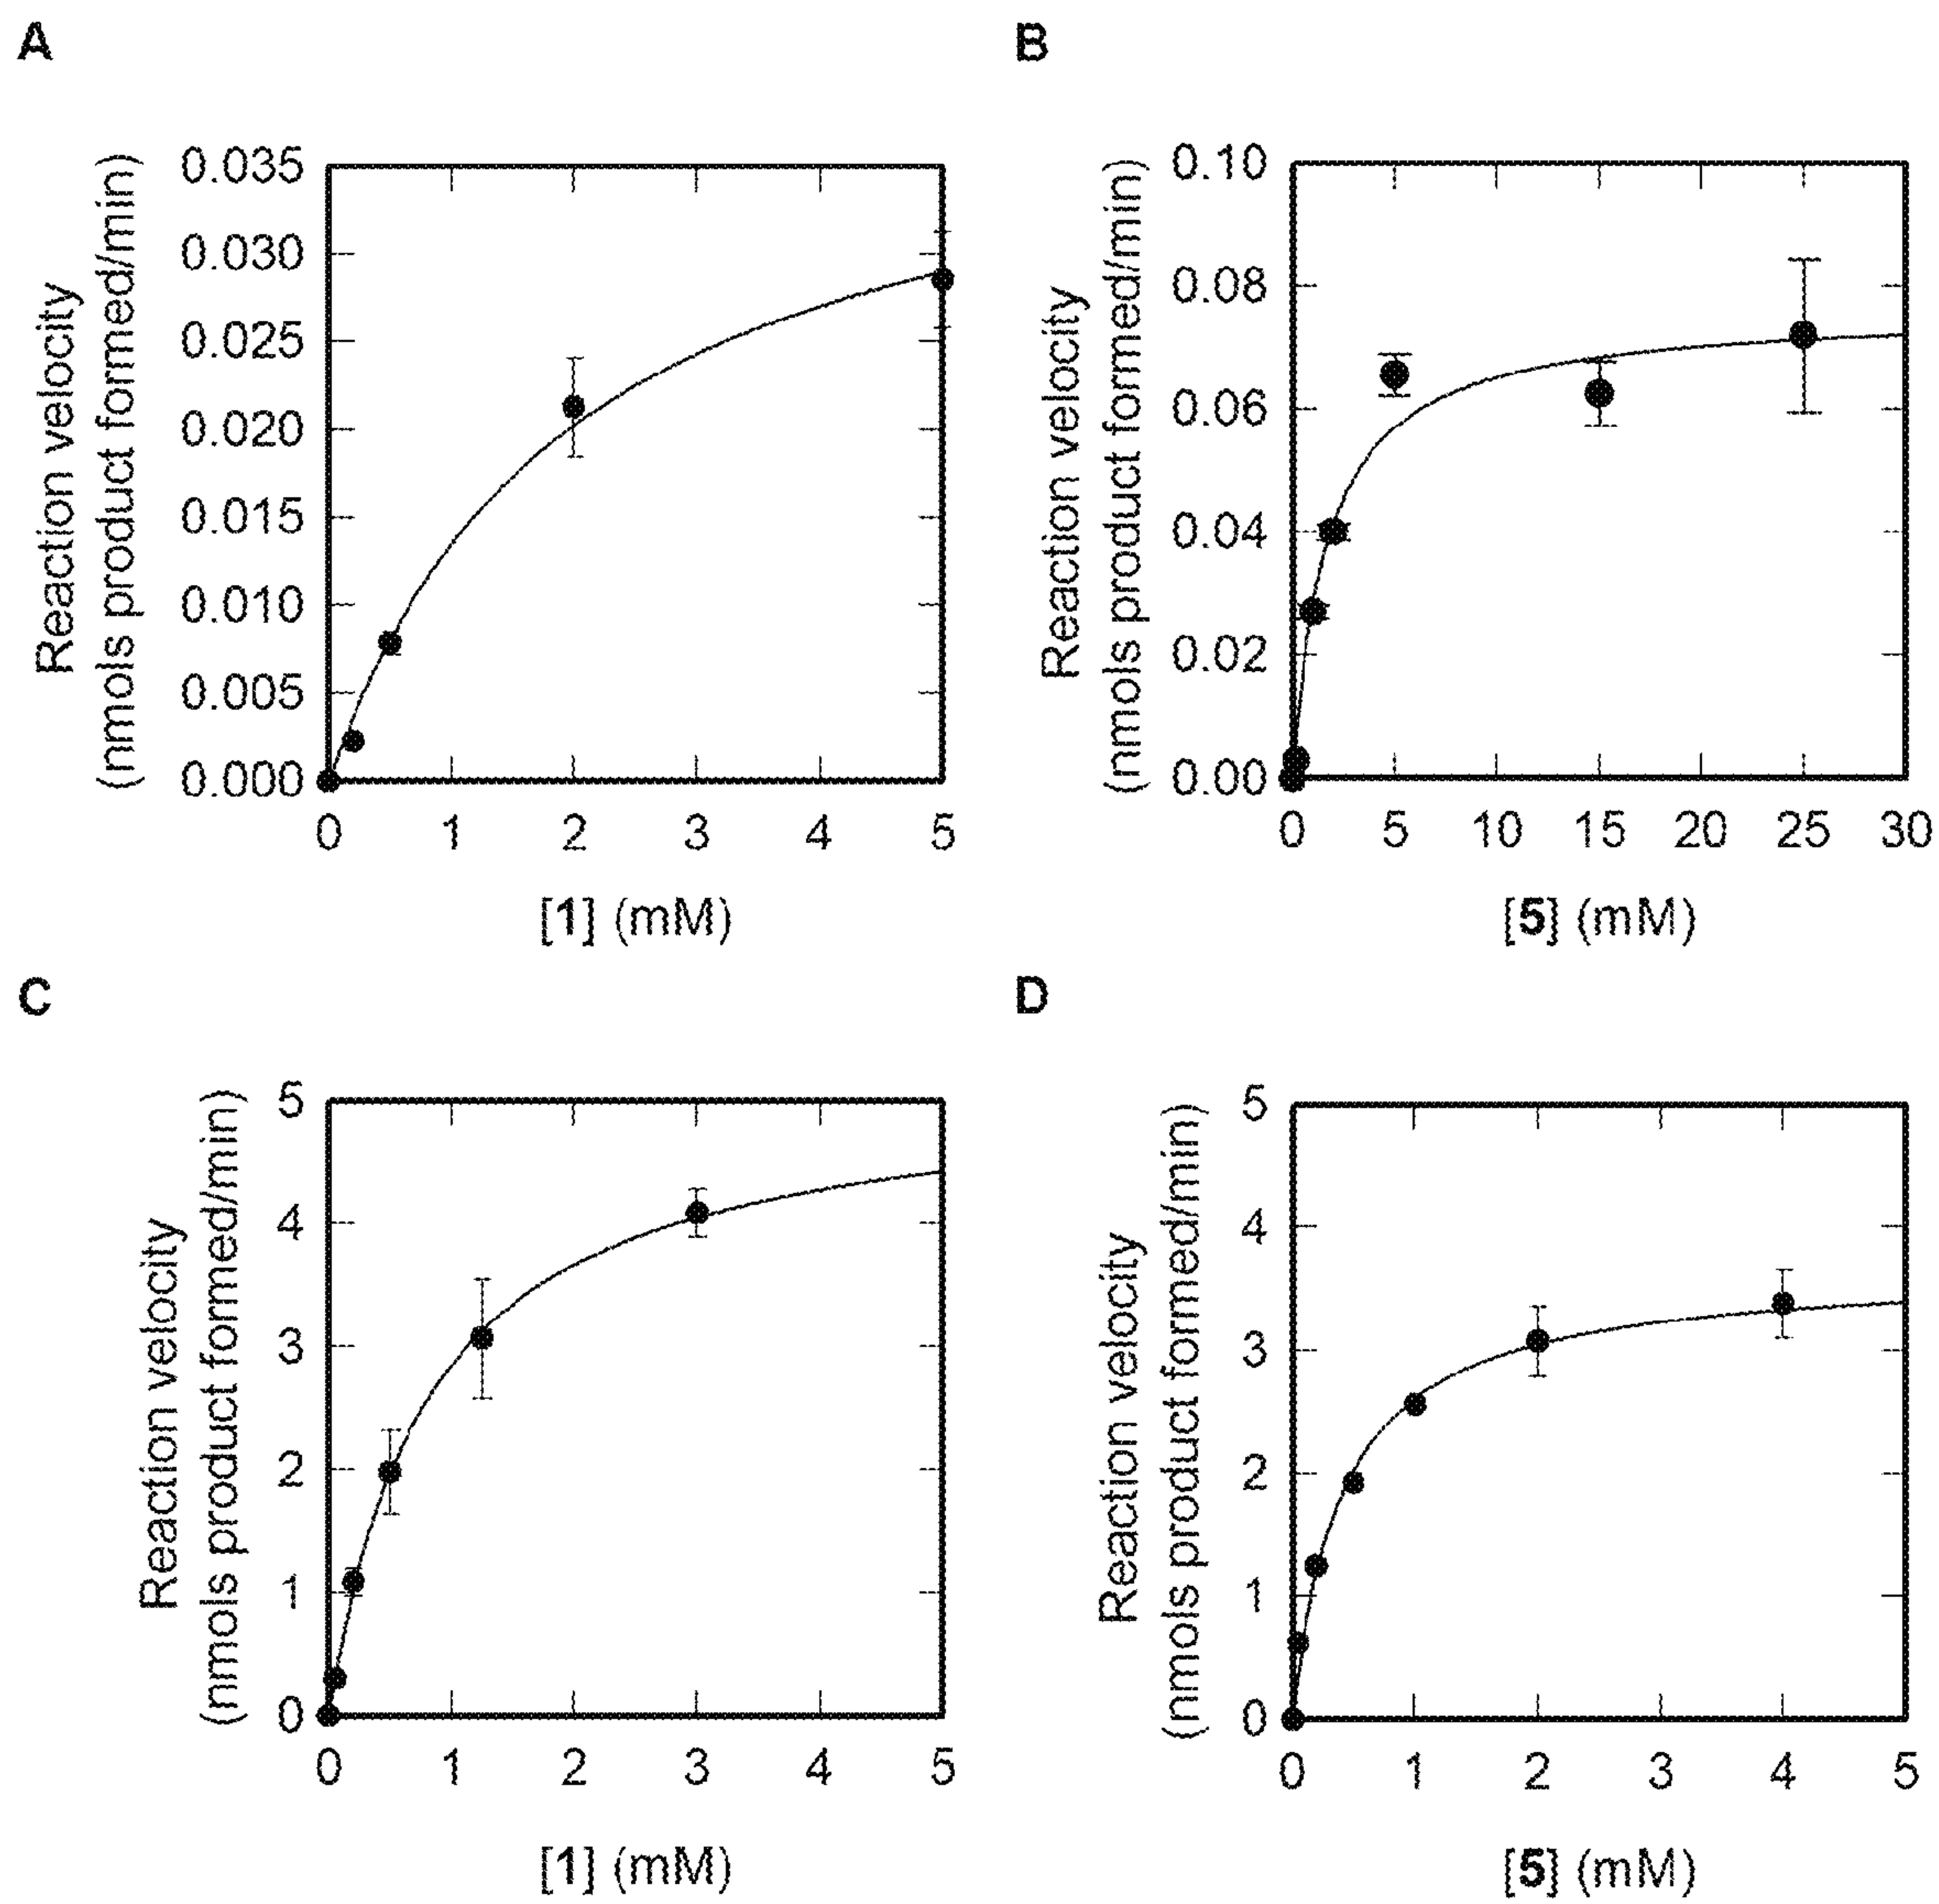 A
Reaction velocity
(nmols product formed/min)
0.035
0.030
0.025
0.020
0.015
0.010
0.005
0.000
0 1 2 3 4 5
[1] (mM)
B
Reaction velocity
(nmols product formed/min)
0.10
0.08
0.06
0.04
0.02
0.00
0 5 10 15 20 25 30
[5] (mM)
C
Reaction velocity
(nmols product formed/min)
5
4
3
2
1
0
0 1 2 3 4 5
[1] (mM)
D
Reaction velocity
(nmols product formed/min)
5
4
3
2
1
0
0 1 2 3 4 5
[5] (mM)